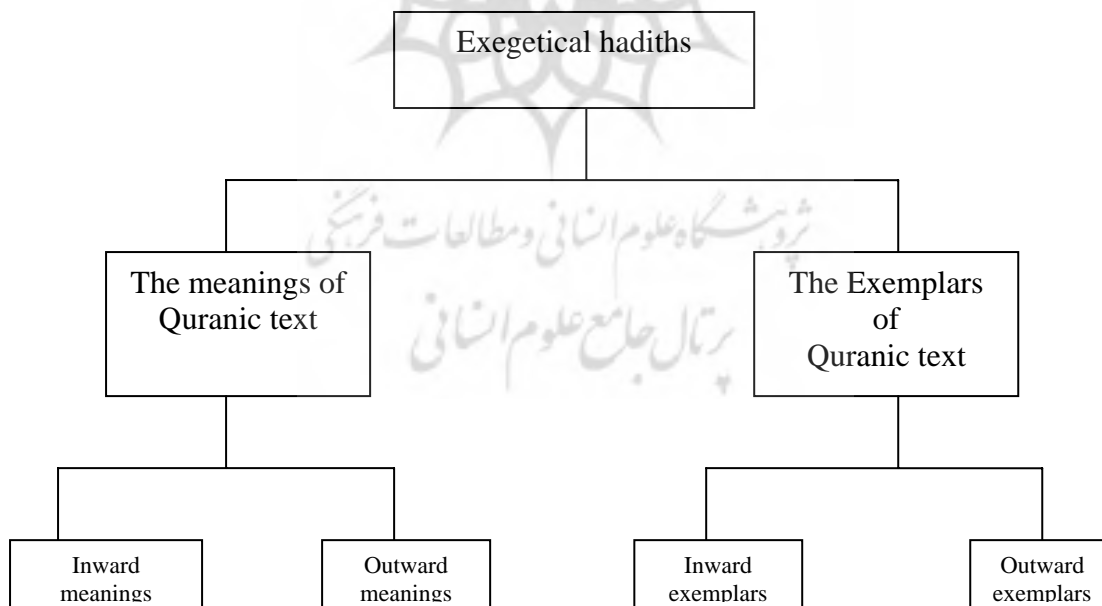 Exegetical hadiths
پژوهشگاه علوم انسانی و مطالعات فرهنگی
پرتال جامع علوم انسانی
The meanings of
Quranic text
The Exemplars
of
Quranic text
Inward
meanings
Outward
meanings
Inward
exemplars
Outward
exemplars